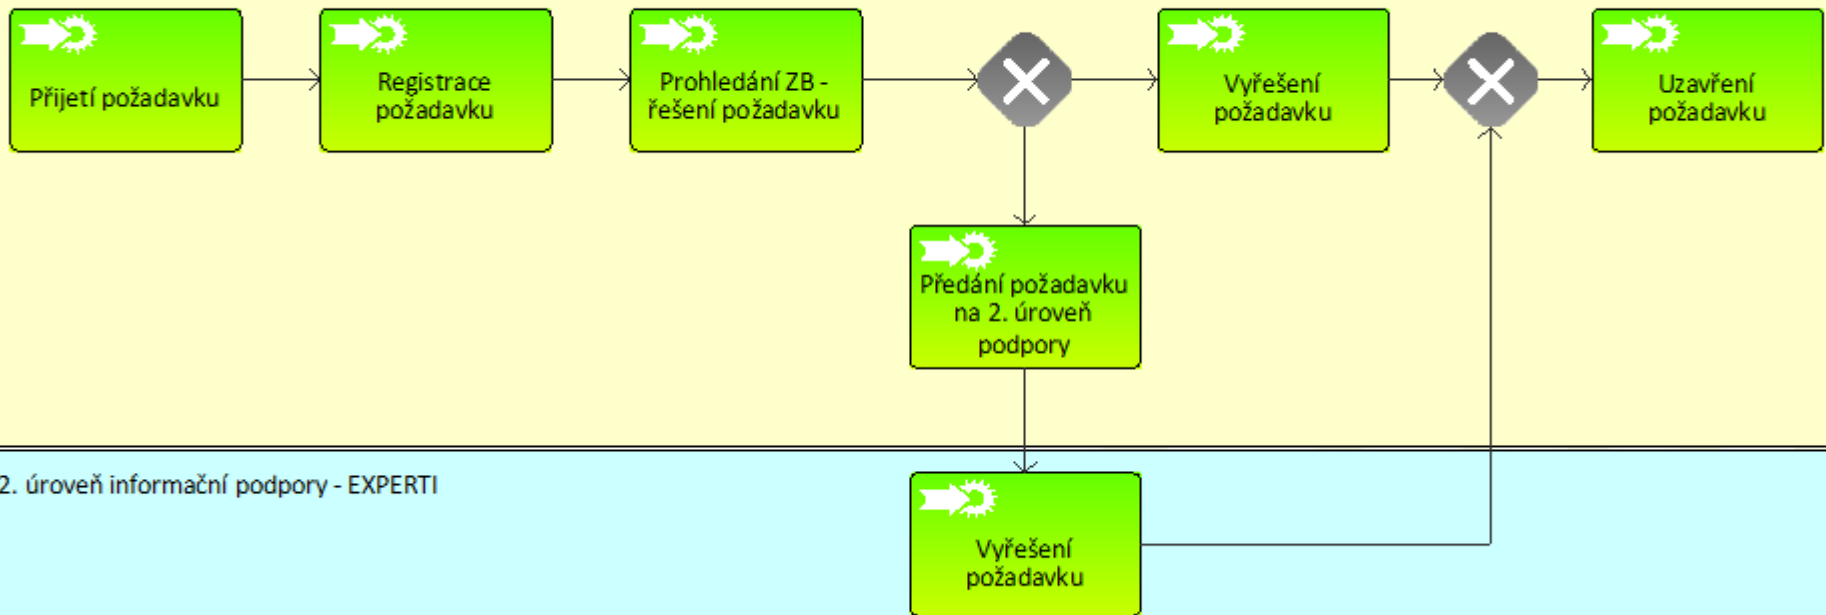 Přijetí požadavku
Registrace
požadavku
Prohledání ZB -
řešení požadavku
Vyřešení
požadavku
Uzavření
požadavku
Předání požadavku
na 2. úroveň
podpory
2. úroveň informační podpory - EXPERTI
Vyřešení
požadavku